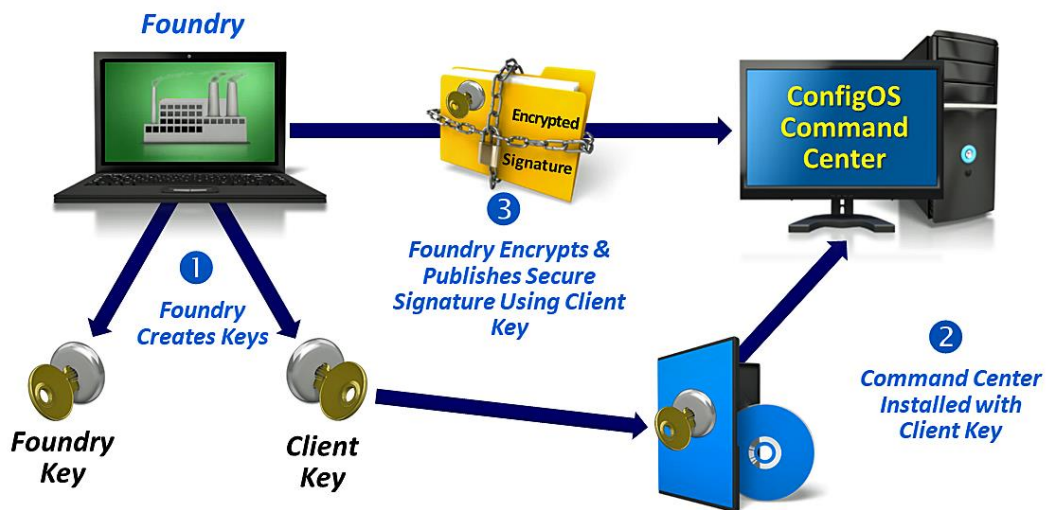 Foundry
Encrypted
Signature
ConfigOS
Command
Center
1
Foundry
Creates Keys
3
Foundry Encrypts &
Publishes Secure
Signature Using Client
Key
2
Command Center
Installed with
Client Key
Foundry
Key
Client
Key